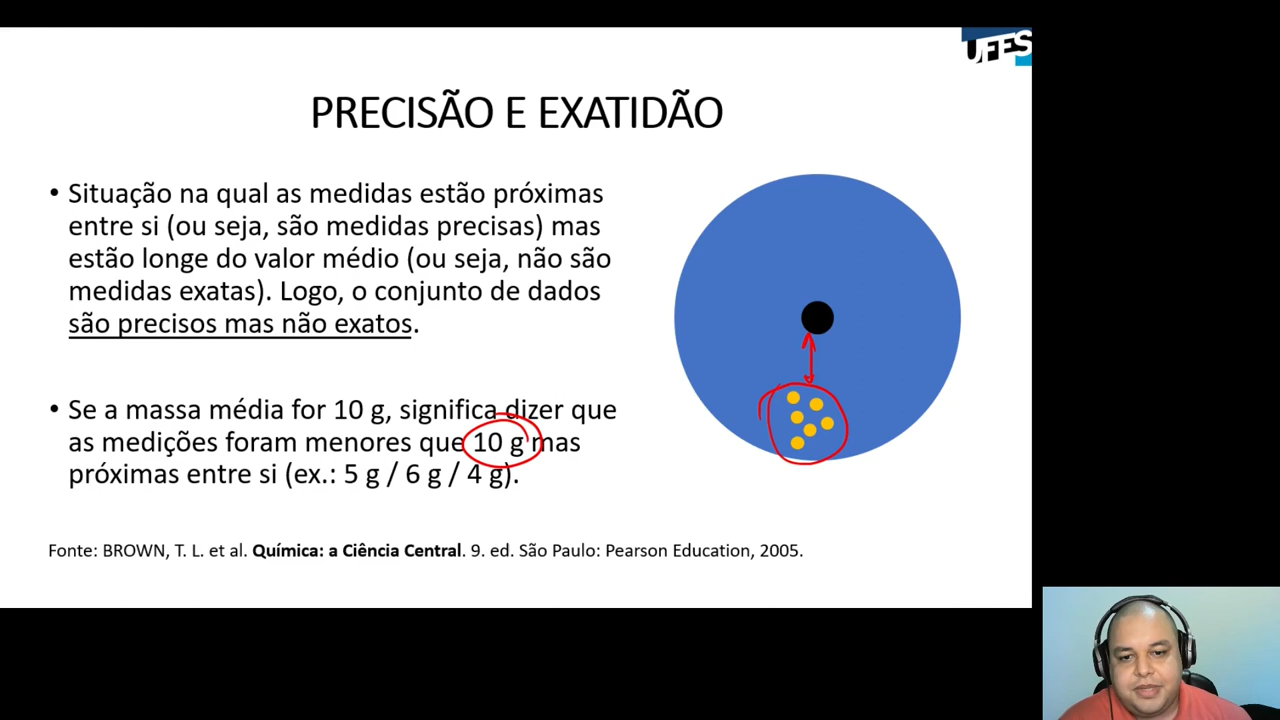 UFES
PRECISÃO E EXATIDÃO
• Situação na qual as medidas estão próximas
entre si (ou seja, são medidas precisas) mas
estão longe do valor médio (ou seja, não são
medidas exatas). Logo, o conjunto de dados
são precisos mas não exatos.
• Se a massa média for 10 g, significa dizer que
as medições foram menores que 10 g mas
próximas entre si (ex.: 5 g / 6 g / 4 g).
Fonte: BROWN, T. L. et al. Química: a Ciência Central. 9. ed. São Paulo: Pearson Education, 2005.